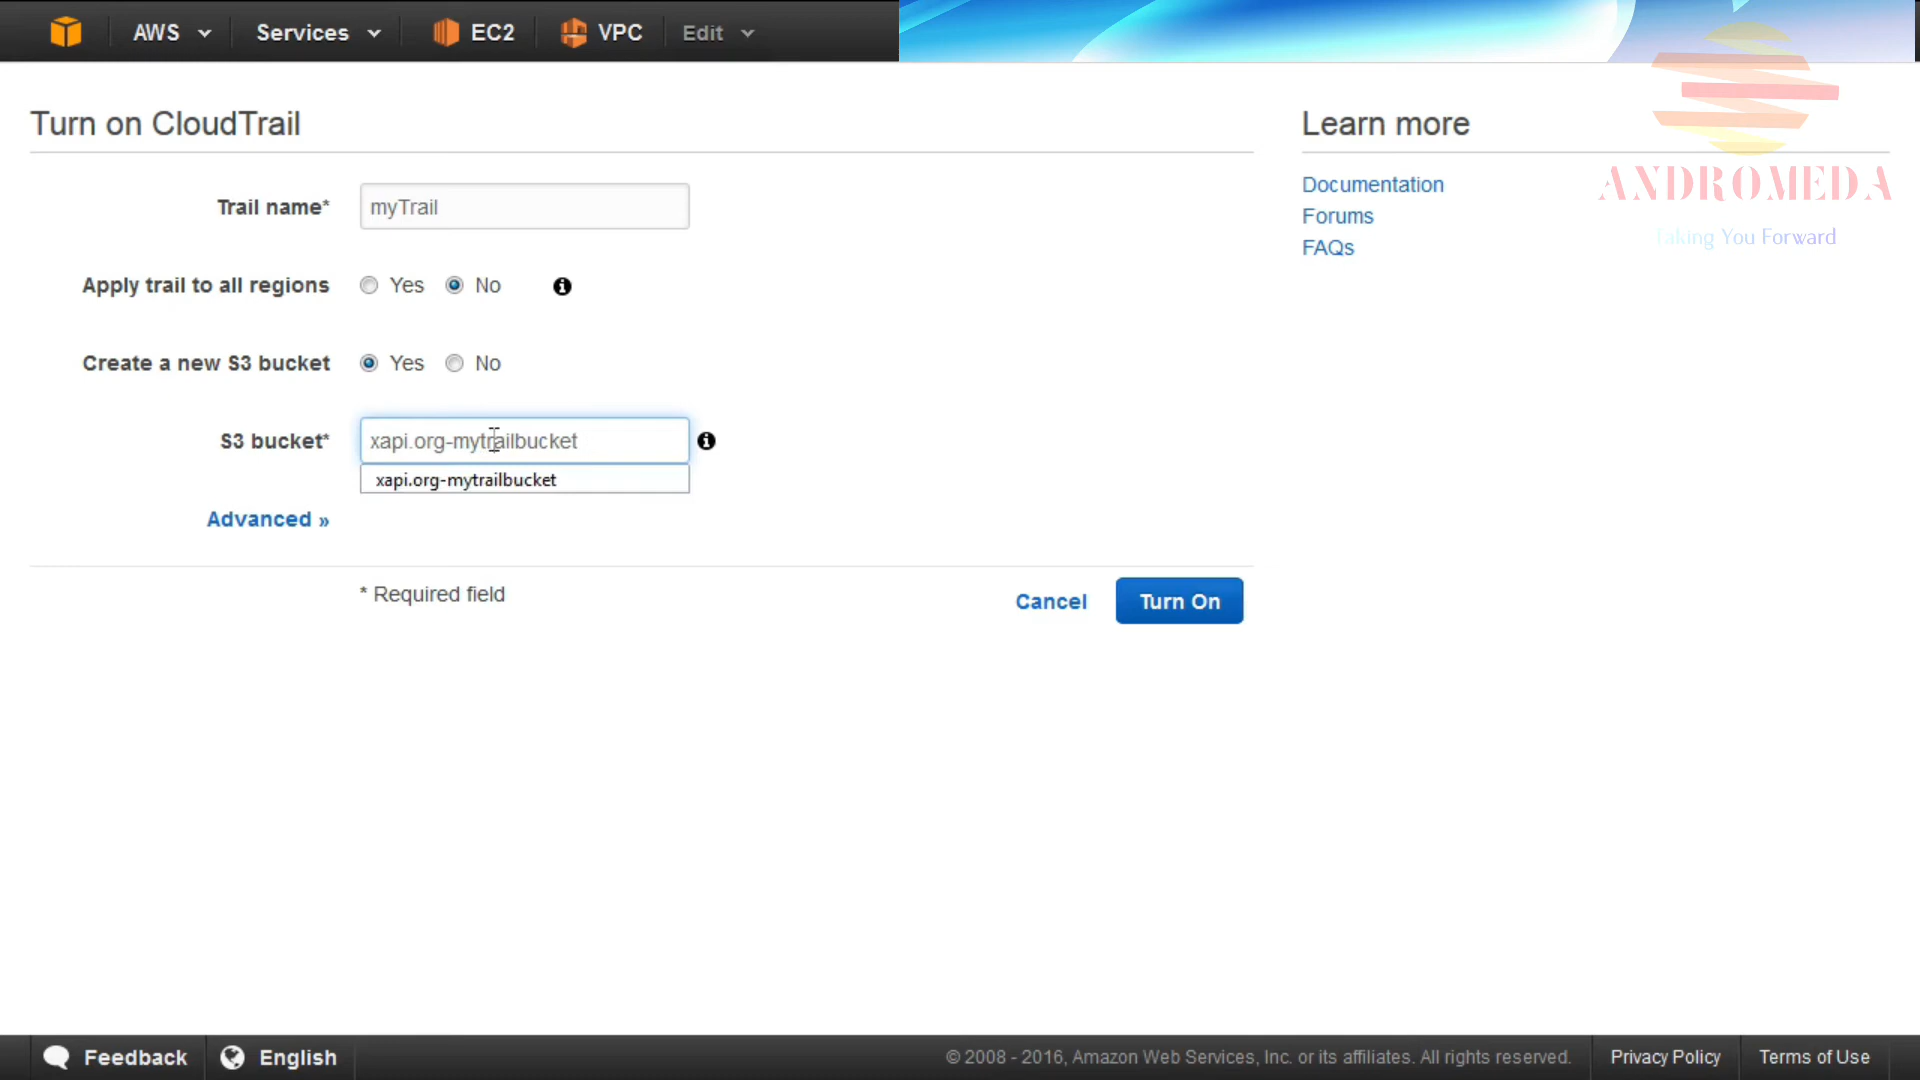 AWS Services EC2 VPC Edit
Turn on CloudTrail
Trail name* myTrail
Apply trail to all regions Yes No
Create a new S3 bucket Yes No
S3 bucket* xapi.org-mytrailbucket
xapi.org-mytrailbucket
Advanced »
* Required field
Cancel Turn On
Learn more
Documentation
Forums
FAQs
ANDROMEDA
Taking You Forward
Feedback English © 2008 - 2016, Amazon Web Services, Inc. or its affiliates. All rights reserved. Privacy Policy Terms of Use